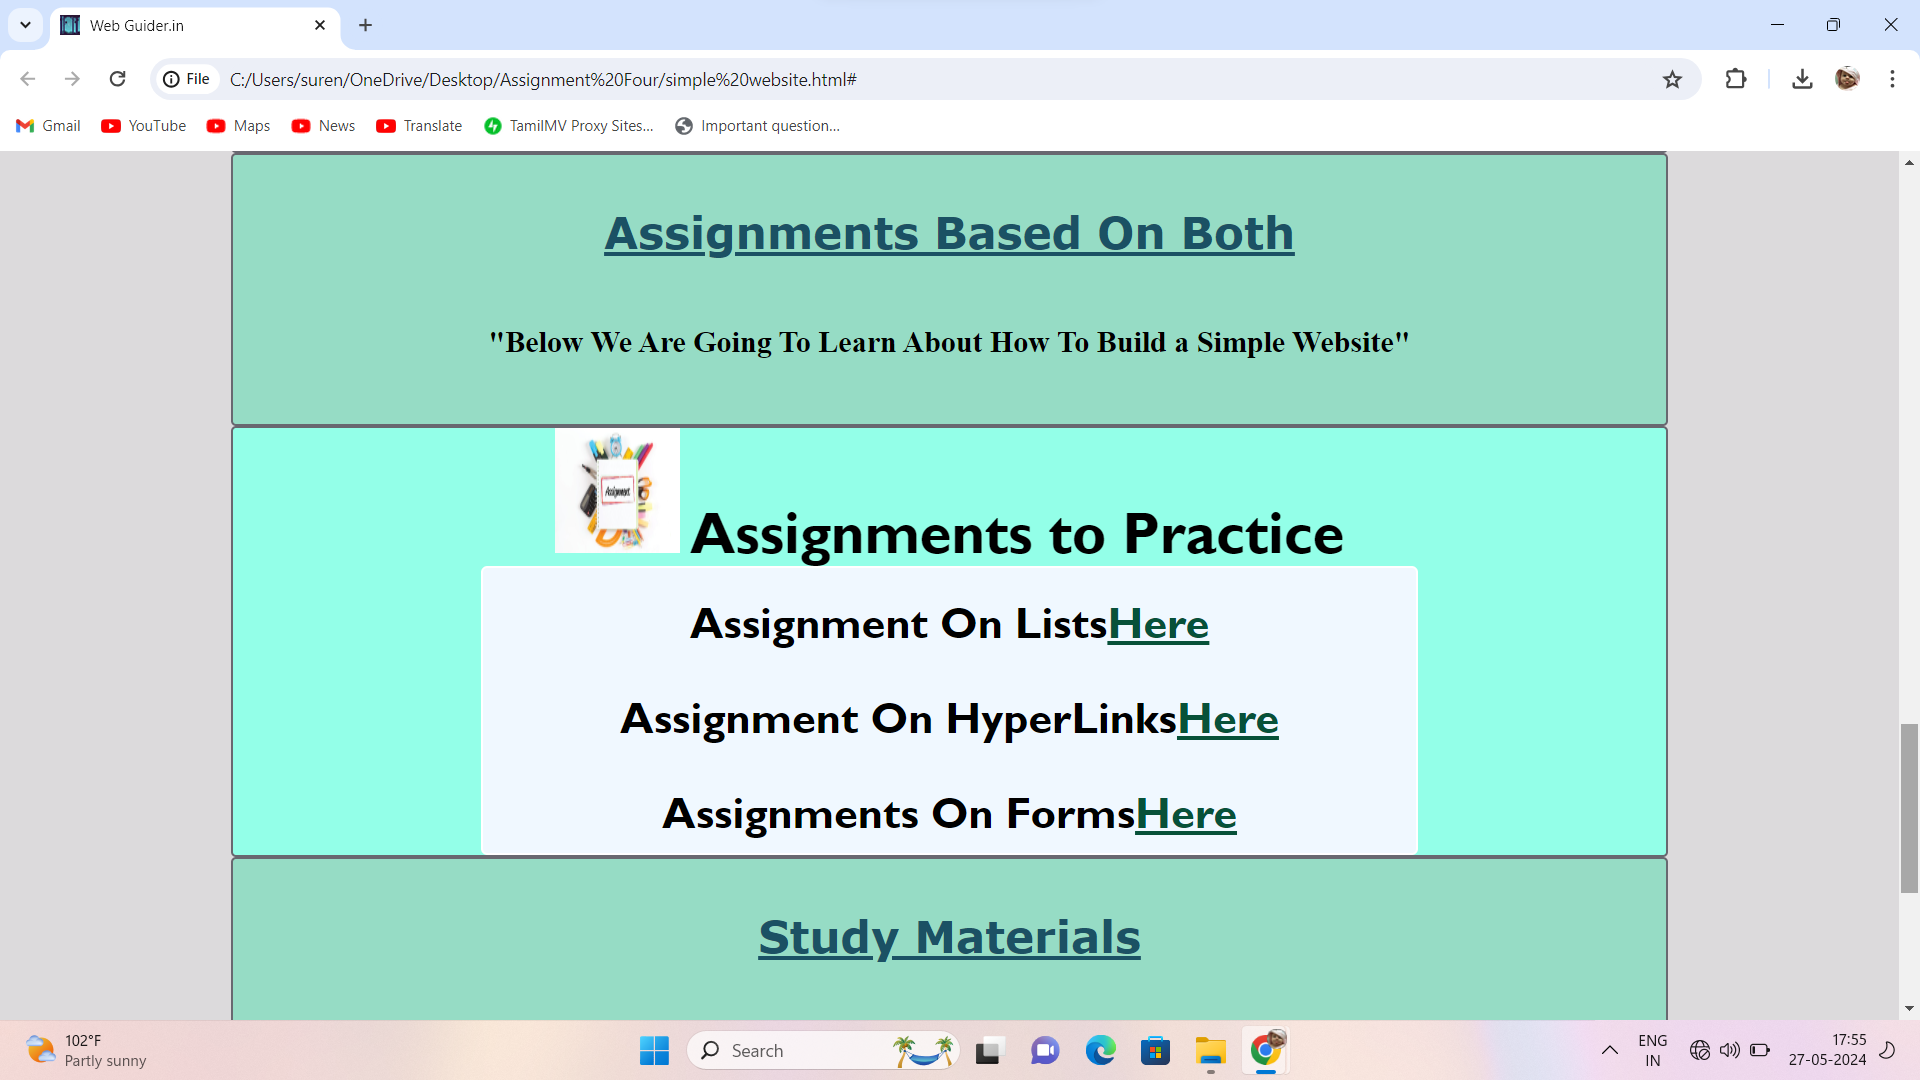 Web Guider.in
File
C:/Users/suren/OneDrive/Desktop/Assignment%20Four/simple%20website.html#
Gmail
YouTube
Maps
News
Translate
TamilMV Proxy Sites...
Important question...
Assignments Based On Both
"Below We Are Going To Learn About How To Build a Simple Website"
Assignment
Assignments to Practice
Assignment On ListsHere
Assignment On HyperLinksHere
Assignments On FormsHere
Study Materials
102°F
Partly sunny
Search
ENG
IN
17:55
27-05-2024